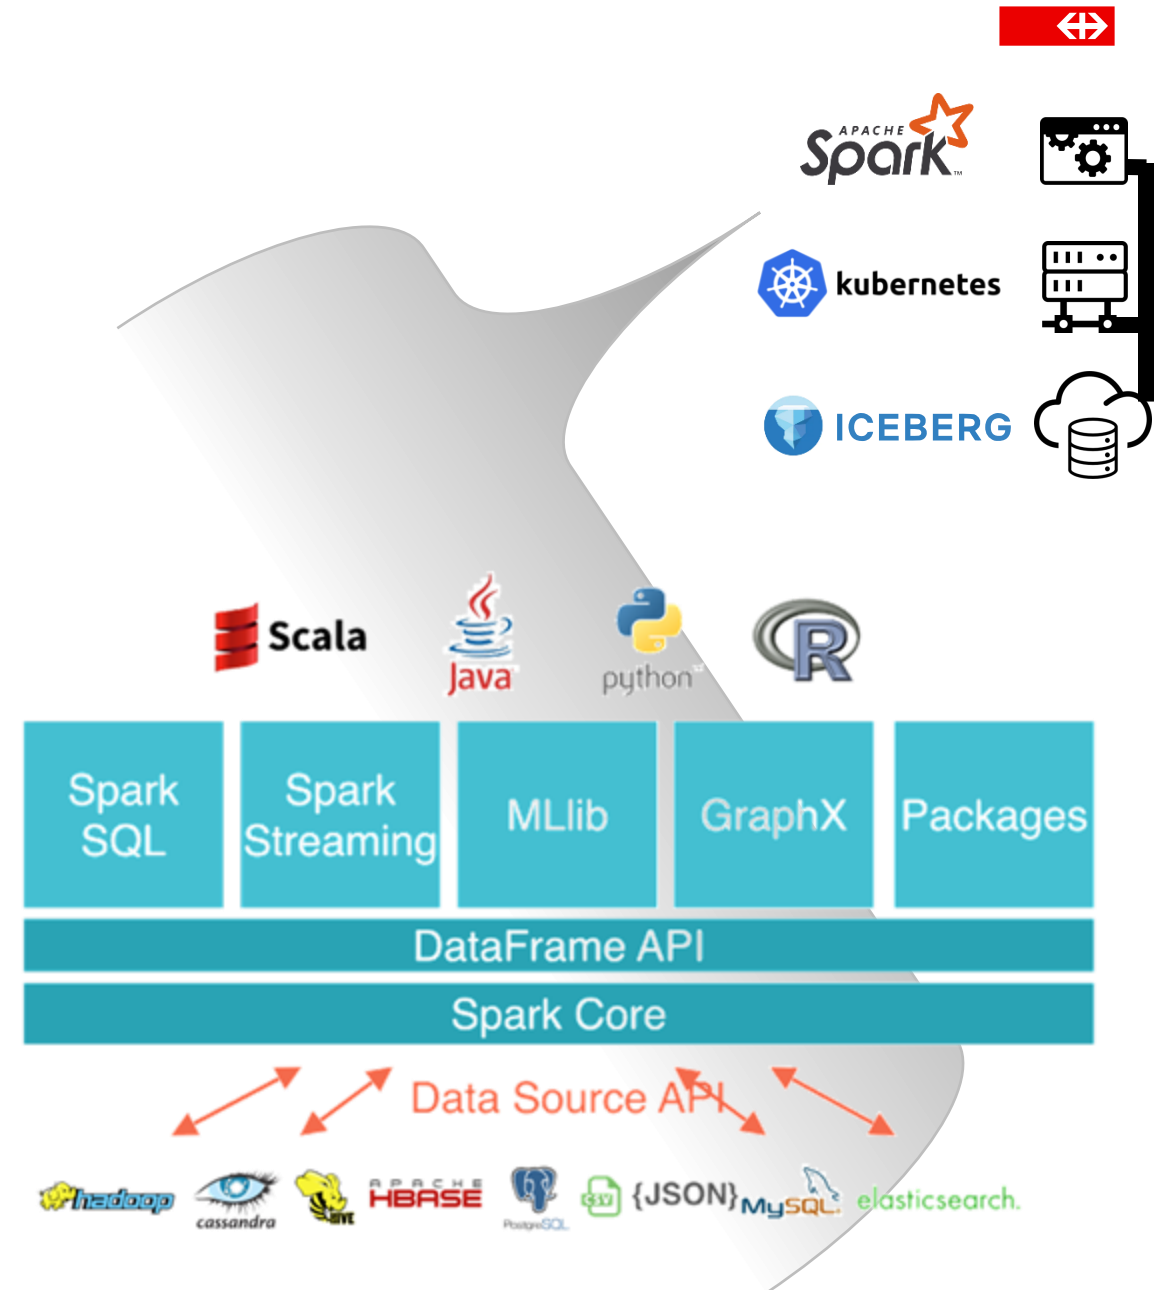 APACHE
Spark™
kubernetes
ICEBERG
Scala
Java
python
R
Spark
SQL
Spark
Streaming
MLlib
GraphX
Packages
DataFrame API
Spark Core
Data Source API
hadoop
cassandra
HIVE
APACHE
HBASE
PostgreSQL
CSV
{JSON}
MySQL
elasticsearch.